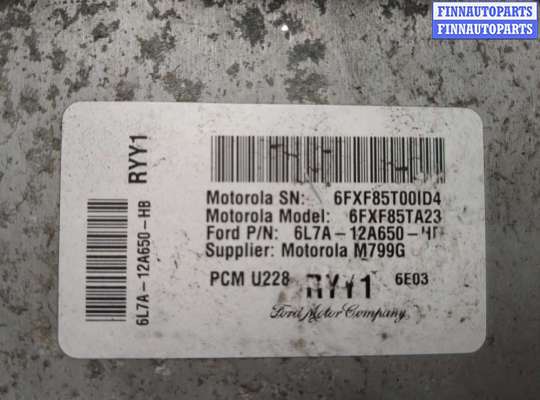 FINNAUTOPARTS
FINNAUTOPARTS
6L7A-12A650-HB
RYY1
Motorola SN: 6FXF85T00ID4
Motorola Model: 6FXF85TA23
Ford P/N: 6L7A-12A650-
Supplier: Motorola M799G
PCM U228 RYY1 6E03
Ford Motor Company